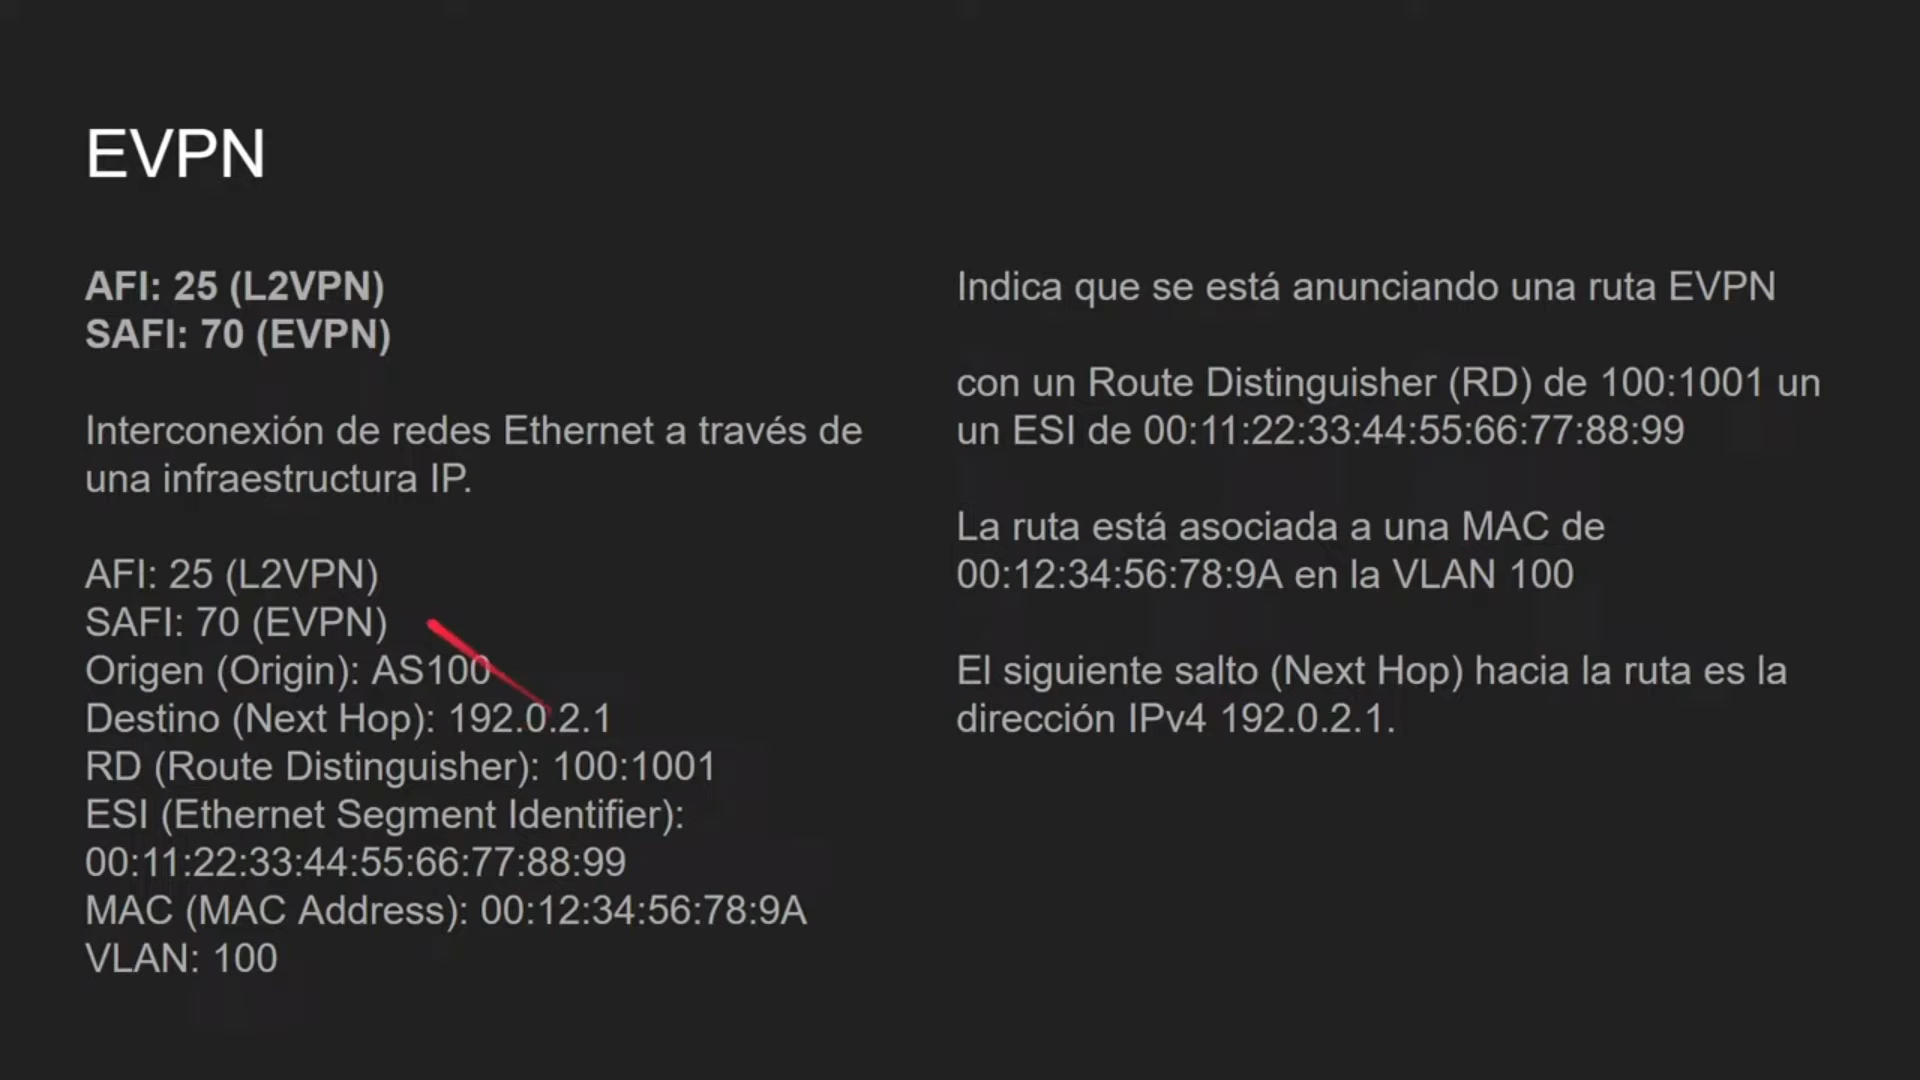 EVPN
AFI: 25 (L2VPN)
SAFI: 70 (EVPN)
Interconexión de redes Ethernet a través de
una infraestructura IP.
AFI: 25 (L2VPN)
SAFI: 70 (EVPN)
Origen (Origin): AS100
Destino (Next Hop): 192.0.2.1
RD (Route Distinguisher): 100:1001
ESI (Ethernet Segment Identifier):
00:11:22:33:44:55:66:77:88:99
MAC (MAC Address): 00:12:34:56:78:9A
VLAN: 100
Indica que se está anunciando una ruta EVPN
con un Route Distinguisher (RD) de 100:1001 un
un ESI de 00:11:22:33:44:55:66:77:88:99
La ruta está asociada a una MAC de
00:12:34:56:78:9A en la VLAN 100
El siguiente salto (Next Hop) hacia la ruta es la
dirección IPv4 192.0.2.1.